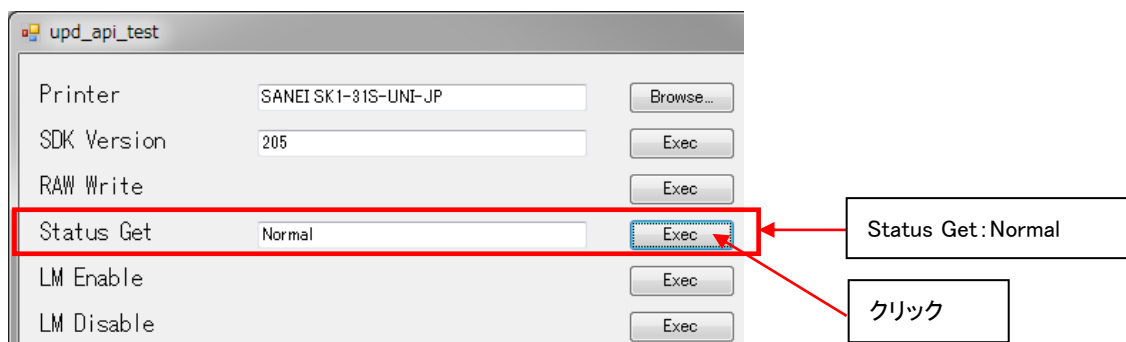 upd_api_test
Printer SANEI SK1-31S-UNI-JP Browse...
SDK Version 205 Exec
RAW Write Exec
Status Get Normal Exec
Status Get：Normal
LM Enable Exec
クリック
LM Disable Exec